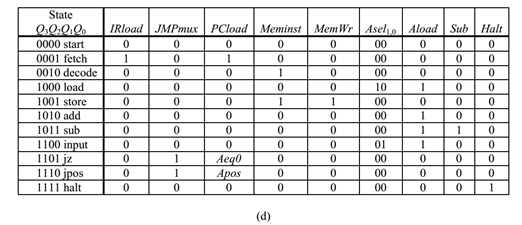 State
Q3Q2Q1Q0 IRload JMPmux PCload Meminst MemWr Asel1,0 Aload Sub Halt
0000 start 0 0 0 0 0 00 0 0 0
0001 fetch 1 0 1 0 0 00 0 0 0
0010 decode 0 0 0 1 0 00 0 0 0
1000 load 0 0 0 0 0 10 1 0 0
1001 store 0 0 0 1 1 00 0 0 0
1010 add 0 0 0 0 0 00 1 0 0
1011 sub 0 0 0 0 0 00 1 1 0
1100 input 0 0 0 0 0 01 1 0 0
1101 jz 0 1 Aeq0 0 0 00 0 0 0
1110 jpos 0 1 Apos 0 0 00 0 0 0
1111 halt 0 0 0 0 0 00 0 0 1
(d)